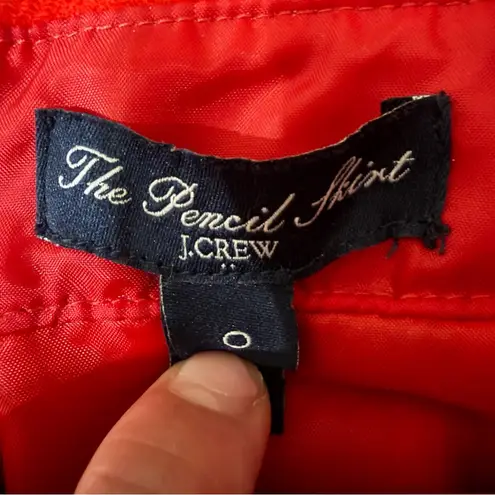 The Pencil Skirt
J.CREW
0